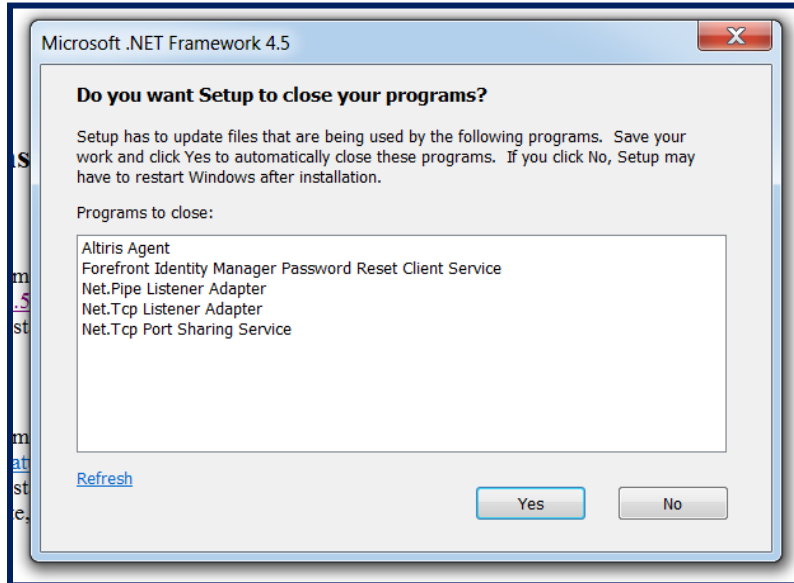 Microsoft .NET Framework 4.5
X
Do you want Setup to close your programs?
Setup has to update files that are being used by the following programs.  Save your
work and click Yes to automatically close these programs.  If you click No, Setup may
have to restart Windows after installation.
Programs to close:
Altiris Agent
Forefront Identity Manager Password Reset Client Service
Net.Pipe Listener Adapter
Net.Tcp Listener Adapter
Net.Tcp Port Sharing Service
Refresh
Yes
No